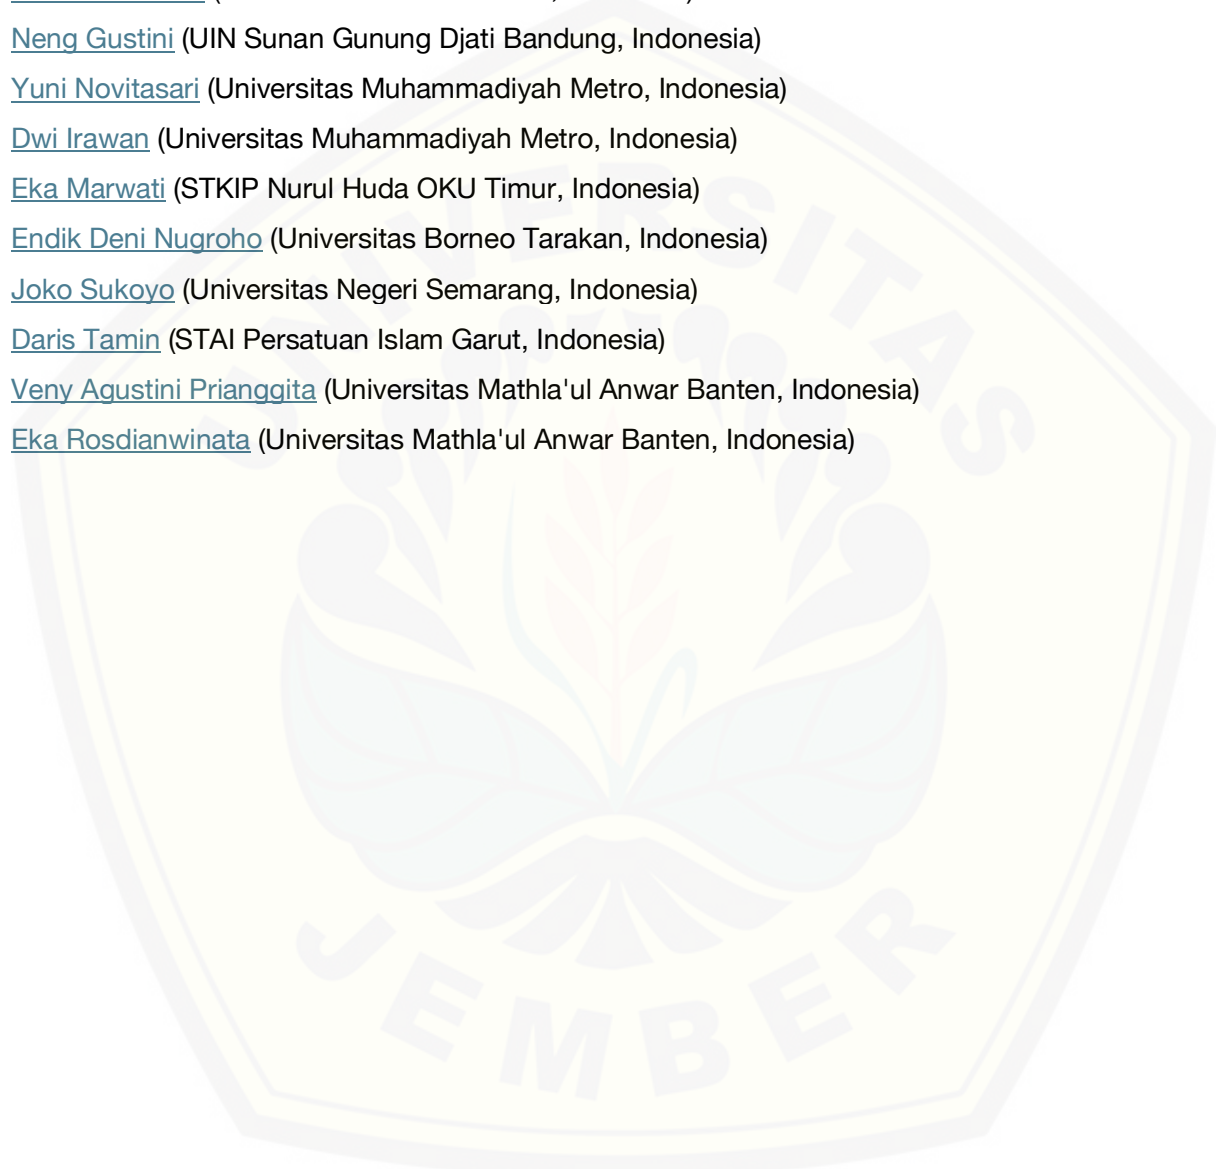 Neng Gustini (UIN Sunan Gunung Djati Bandung, Indonesia)
Yuni Novitasari (Universitas Muhammadiyah Metro, Indonesia)
Dwi Irawan (Universitas Muhammadiyah Metro, Indonesia)
Eka Marwati (STKIP Nurul Huda OKU Timur, Indonesia)
Endik Deni Nugroho (Universitas Borneo Tarakan, Indonesia)
Joko Sukoyo (Universitas Negeri Semarang, Indonesia)
Daris Tamin (STAI Persatuan Islam Garut, Indonesia)
Veny Agustini Prianggita (Universitas Mathla'ul Anwar Banten, Indonesia)
Eka Rosdianwinata (Universitas Mathla'ul Anwar Banten, Indonesia)
UNIVERSITAS
JEMBER